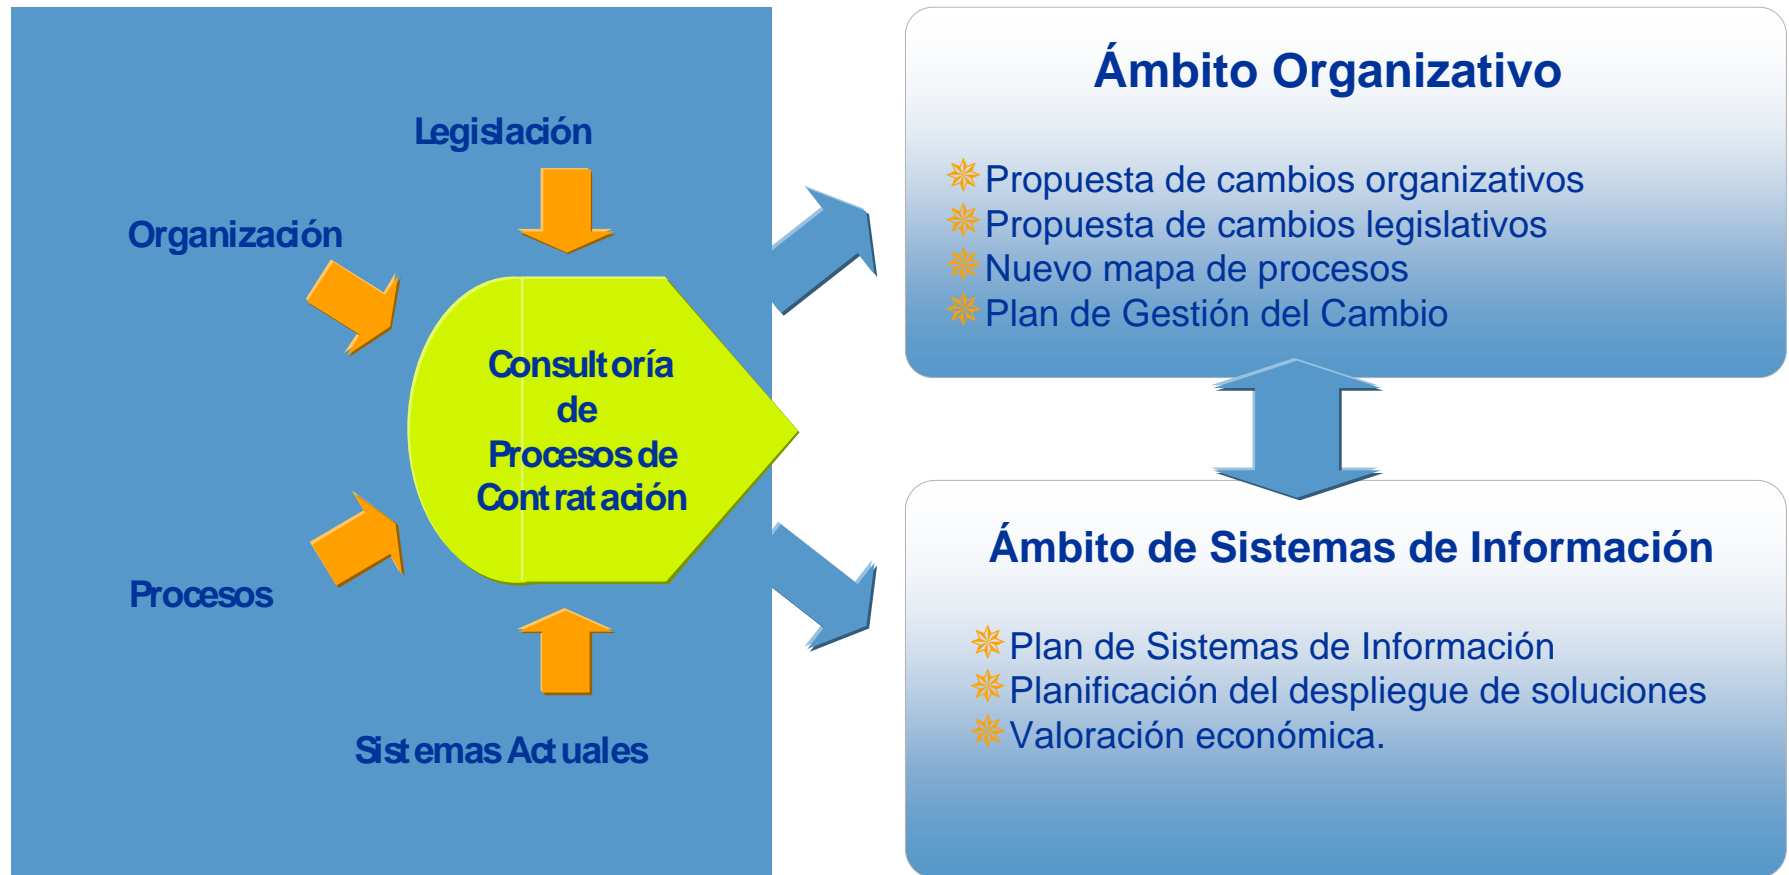 Legislación
Organización
Consultoría
de
Procesos de
Contratación
Procesos
Sistemas Actuales
Ámbito Organizativo
Propuesta de cambios organizativos
Propuesta de cambios legislativos
Nuevo mapa de procesos
Plan de Gestión del Cambio
Ámbito de Sistemas de Información
Plan de Sistemas de Información
Planificación del despliegue de soluciones
Valoración económica.